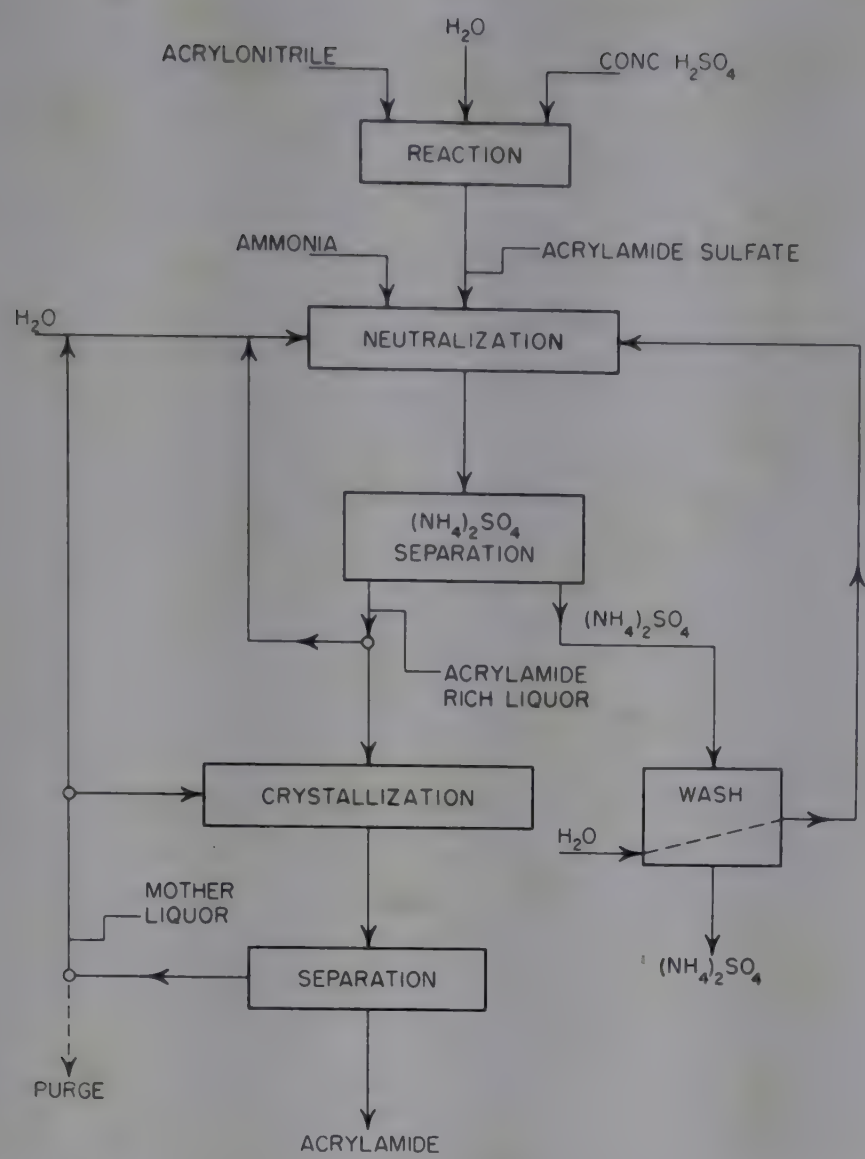 H₂O
ACRYLONITRILE
CONC H₂SO₄
REACTION
AMMONIA
ACRYLAMIDE SULFATE
H₂O
NEUTRALIZATION
(NH₄)₂SO₄
SEPARATION
(NH₄)₂SO₄
ACRYLAMIDE
RICH LIQUOR
CRYSTALLIZATION
WASH
H₂O
MOTHER
LIQUOR
SEPARATION
(NH₄)₂SO₄
PURGE
ACRYLAMIDE